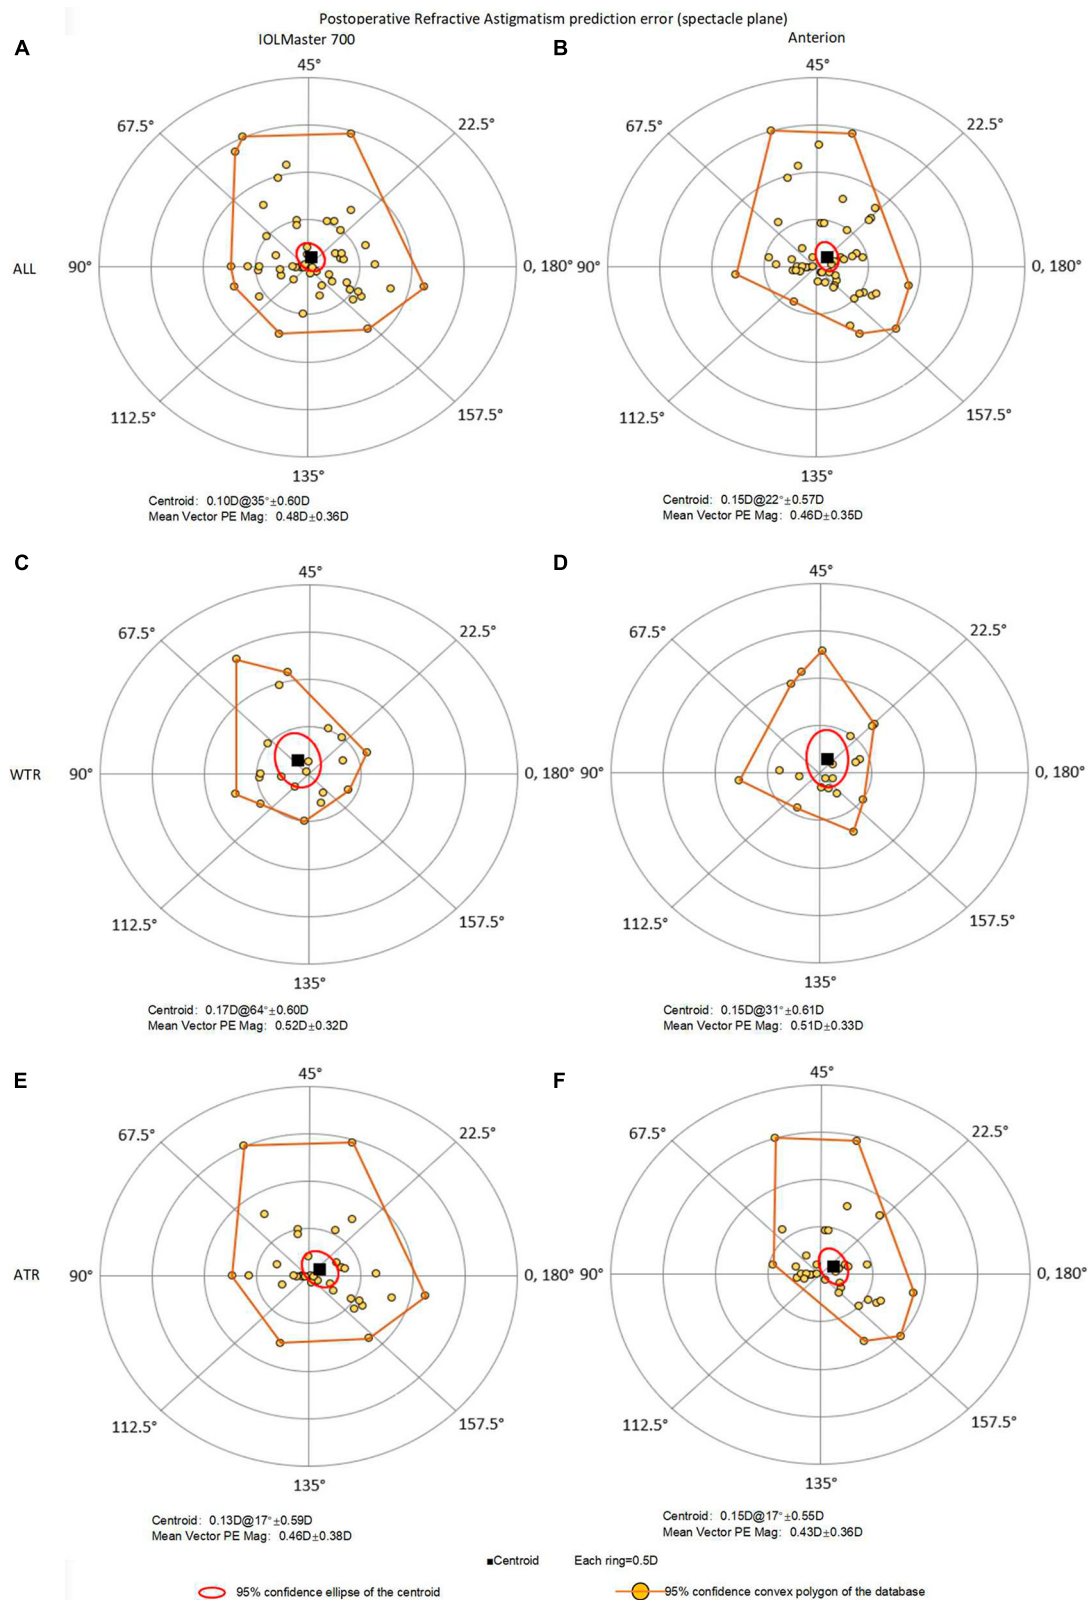 Postoperative Refractive Astigmatism prediction error (spectacle plane)
IOLMaster 700
Anterion
A
45°
67.5°
22.5°
ALL
90°
0, 180°
112.5°
157.5°
135°
Centroid: 0.10D@35°±0.60D
Mean Vector PE Mag: 0.48D±0.36D
B
45°
67.5°
22.5°
90°
0, 180°
112.5°
157.5°
135°
Centroid: 0.15D@22°±0.57D
Mean Vector PE Mag: 0.46D±0.35D
C
45°
67.5°
22.5°
WTR
90°
0, 180°
112.5°
157.5°
135°
Centroid: 0.17D@64°±0.60D
Mean Vector PE Mag: 0.52D±0.32D
D
45°
67.5°
22.5°
90°
0, 180°
112.5°
157.5°
135°
Centroid: 0.15D@31°±0.61D
Mean Vector PE Mag: 0.51D±0.33D
E
45°
67.5°
22.5°
ATR
90°
0, 180°
112.5°
157.5°
135°
Centroid: 0.13D@17°±0.59D
Mean Vector PE Mag: 0.46D±0.38D
F
45°
67.5°
22.5°
90°
0, 180°
112.5°
157.5°
135°
Centroid: 0.15D@17°±0.55D
Mean Vector PE Mag: 0.43D±0.36D
■Centroid Each ring=0.5D
95% confidence ellipse of the centroid
95% confidence convex polygon of the database